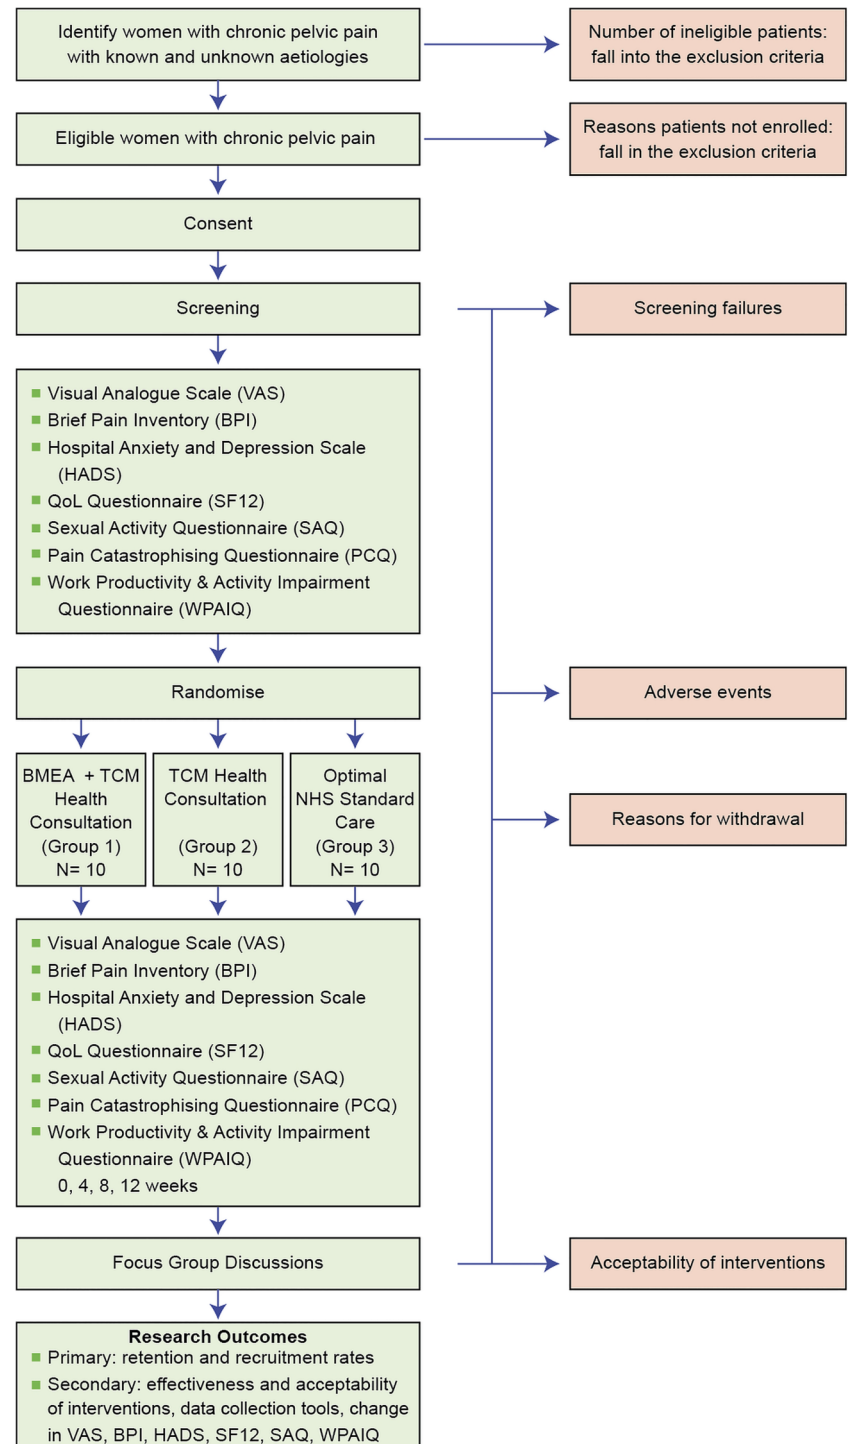 Identify women with chronic pelvic pain
with known and unknown aetiologies
Number of ineligible patients:
fall into the exclusion criteria
Eligible women with chronic pelvic pain
Reasons patients not enrolled:
fall in the exclusion criteria
Consent
Screening
Screening failures
Visual Analogue Scale (VAS)
Brief Pain Inventory (BPI)
Hospital Anxiety and Depression Scale
(HADS)
QoL Questionnaire (SF12)
Sexual Activity Questionnaire (SAQ)
Pain Catastrophising Questionnaire (PCQ)
Work Productivity & Activity Impairment
Questionnaire (WPAIQ)
Randomise
Adverse events
BMEA + TCM
Health
Consultation
(Group 1)
N= 10
TCM Health
Consultation
(Group 2)
N= 10
Optimal
NHS Standard
Care
(Group 3)
N= 10
Reasons for withdrawal
Visual Analogue Scale (VAS)
Brief Pain Inventory (BPI)
Hospital Anxiety and Depression Scale
(HADS)
QoL Questionnaire (SF12)
Sexual Activity Questionnaire (SAQ)
Pain Catastrophising Questionnaire (PCQ)
Work Productivity & Activity Impairment
Questionnaire (WPAIQ)
0, 4, 8, 12 weeks
Focus Group Discussions
Acceptability of interventions
Research Outcomes
Primary: retention and recruitment rates
Secondary: effectiveness and acceptability
of interventions, data collection tools, change
in VAS, BPI, HADS, SF12, SAQ, WPAIQ